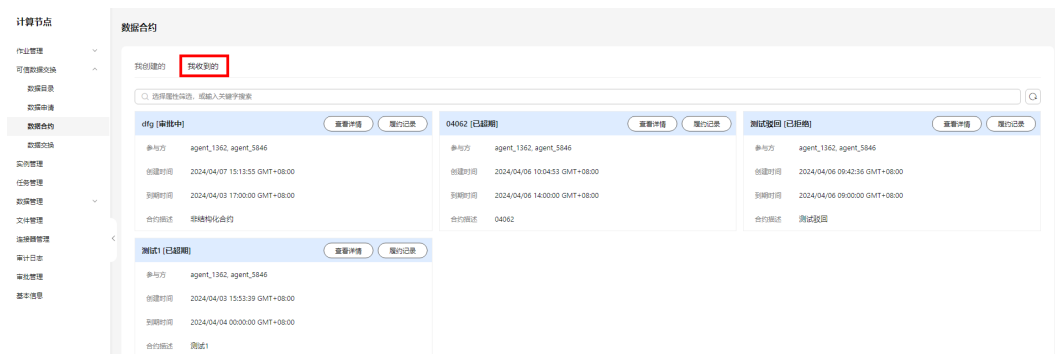 计算节点
作业管理
可信数据交换
数据目录
数据申请
数据合约
数据交换
实例管理
任务管理
数据管理
文件管理
连接器管理
审计日志
审批管理
基本信息
数据合约
我创建的 我收到的
选择属性筛选，或输入关键字搜索
dfg [审批中] 查看详情 履约记录
参与方 agent_1362, agent_5846
创建时间 2024/04/07 15:13:55 GMT+08:00
到期时间 2024/04/03 17:00:00 GMT+08:00
合约描述 非结构化合约
04062 [已超期] 查看详情 履约记录
参与方 agent_1362, agent_5846
创建时间 2024/04/06 10:04:53 GMT+08:00
到期时间 2024/04/06 14:00:00 GMT+08:00
合约描述 04062
测试驳回 [已拒绝] 查看详情 履约记录
参与方 agent_1362, agent_5846
创建时间 2024/04/06 09:42:36 GMT+08:00
到期时间 2024/04/06 09:00:00 GMT+08:00
合约描述 测试驳回
测试1 [已超期] 查看详情 履约记录
参与方 agent_1362, agent_5846
创建时间 2024/04/03 15:53:39 GMT+08:00
到期时间 2024/04/04 00:00:00 GMT+08:00
合约描述 测试1